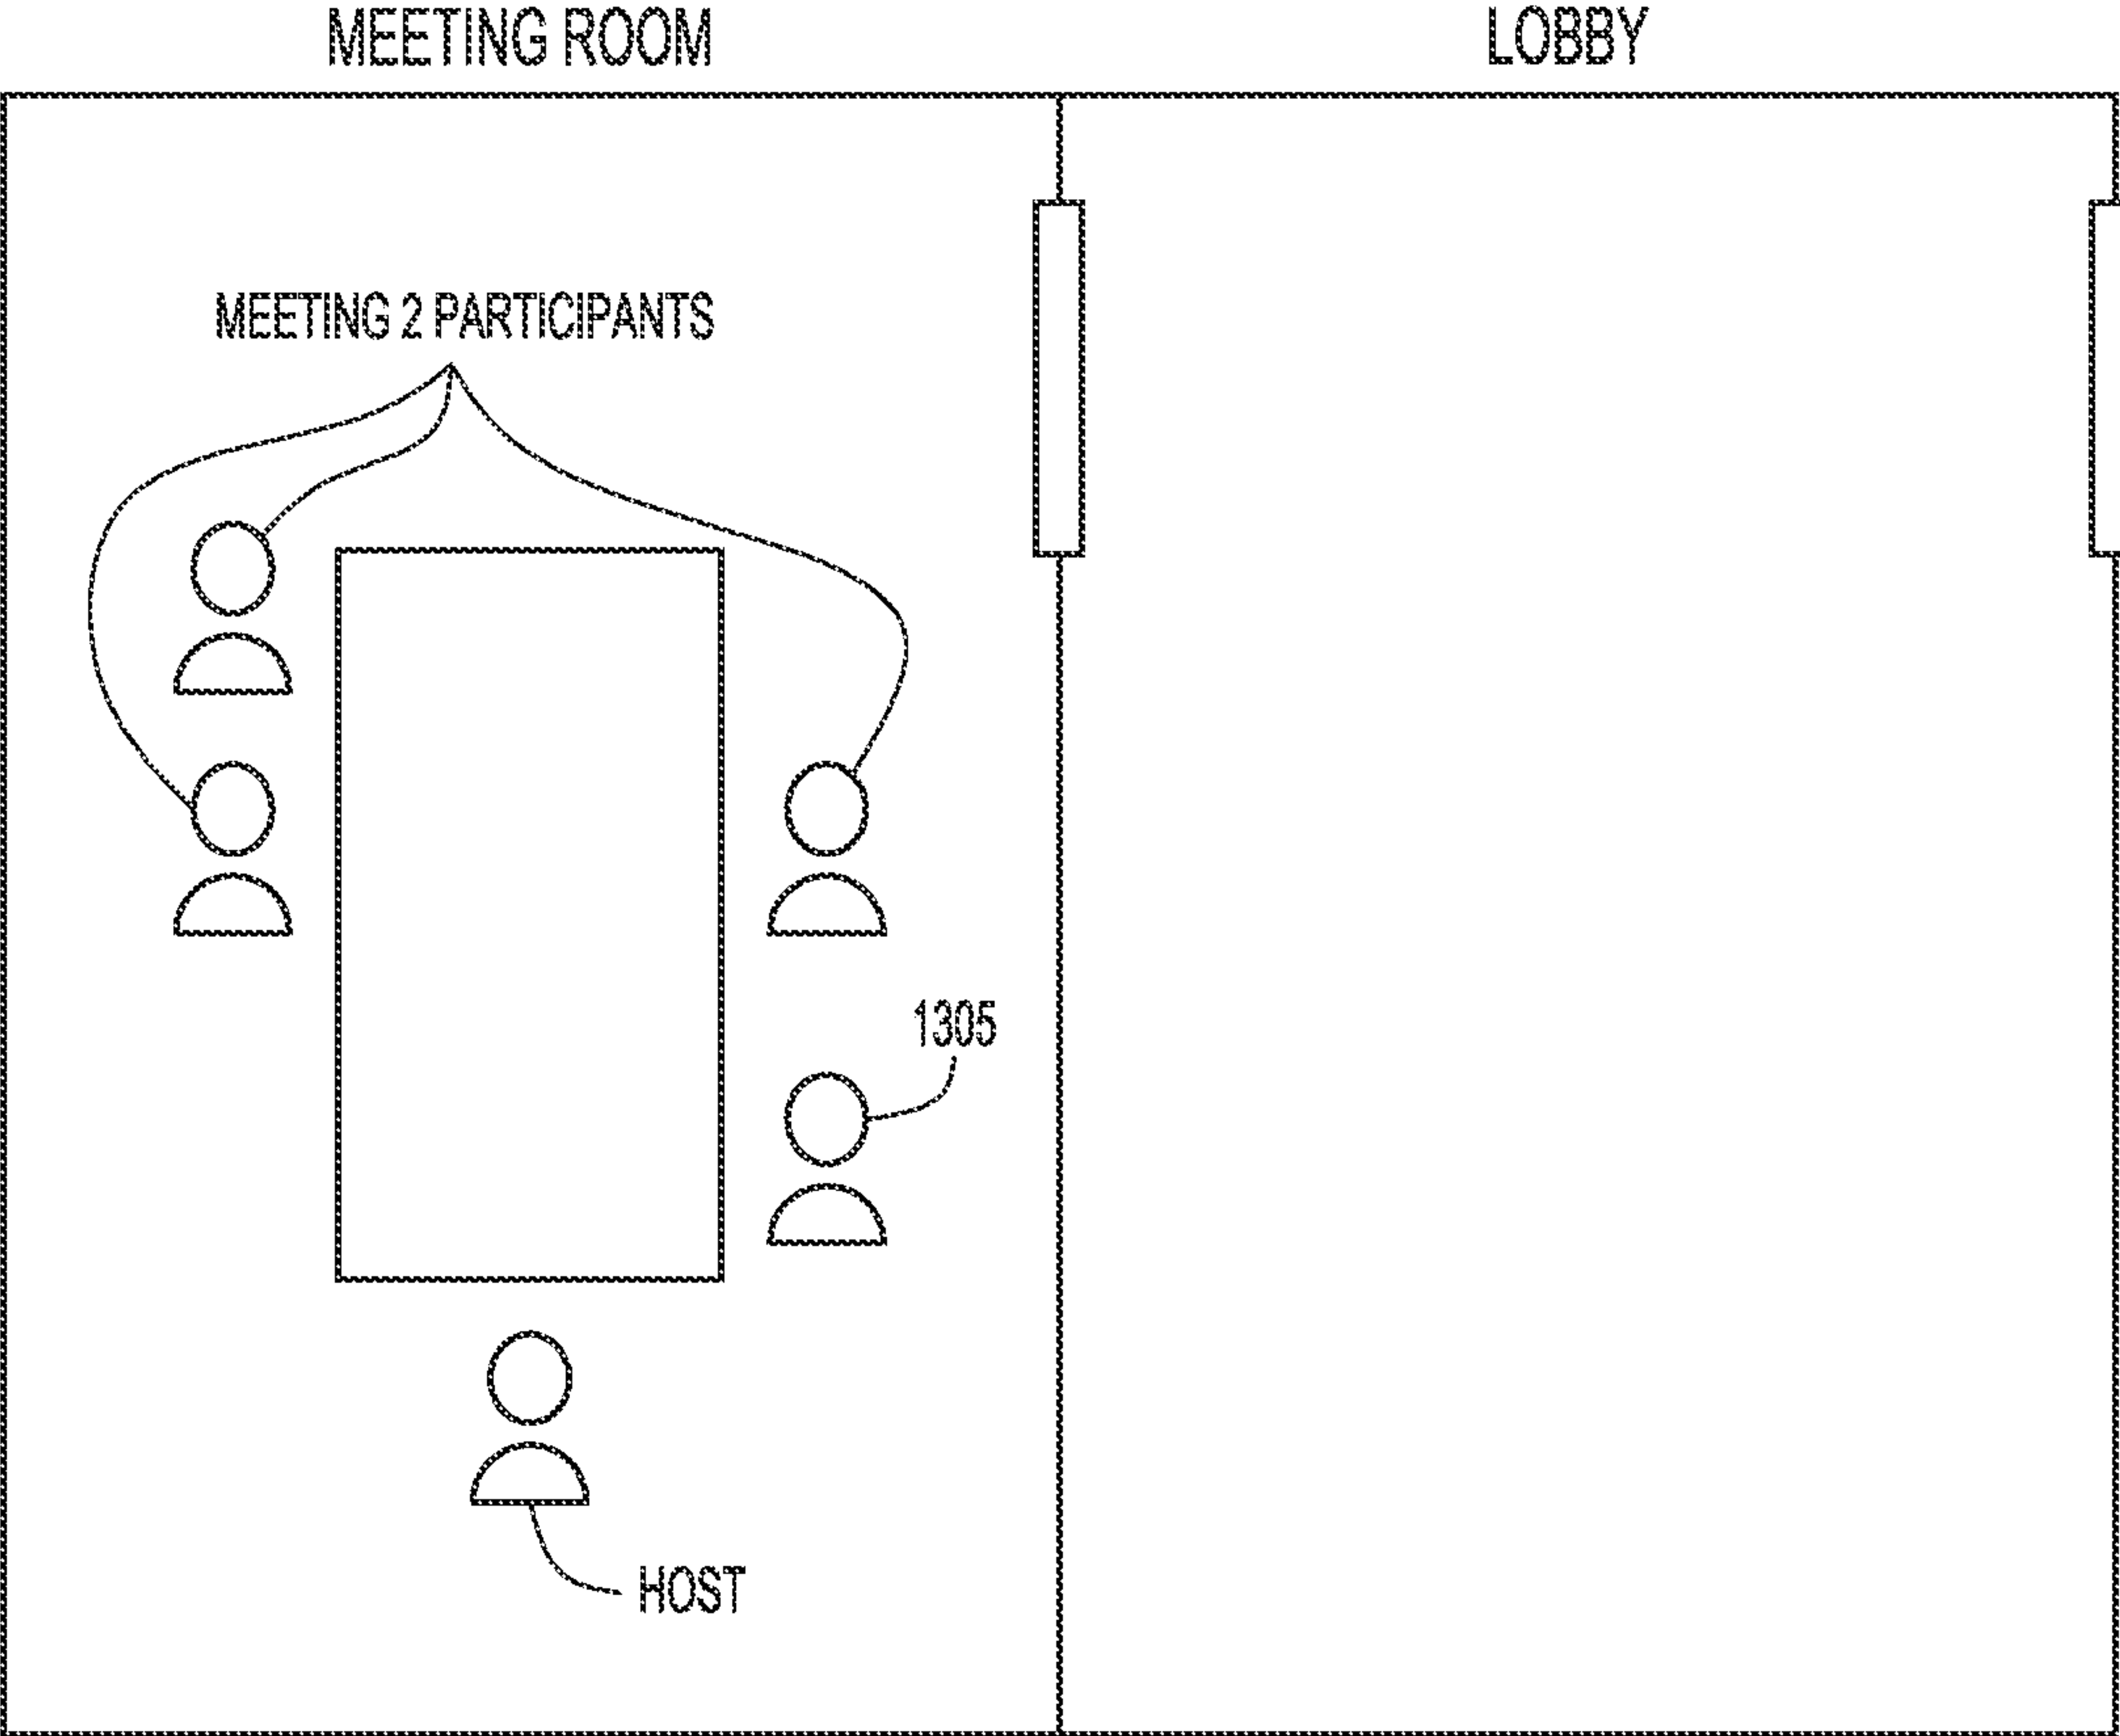 MEETING ROOM
LOBBY
MEETING 2 PARTICIPANTS
1305
HOST